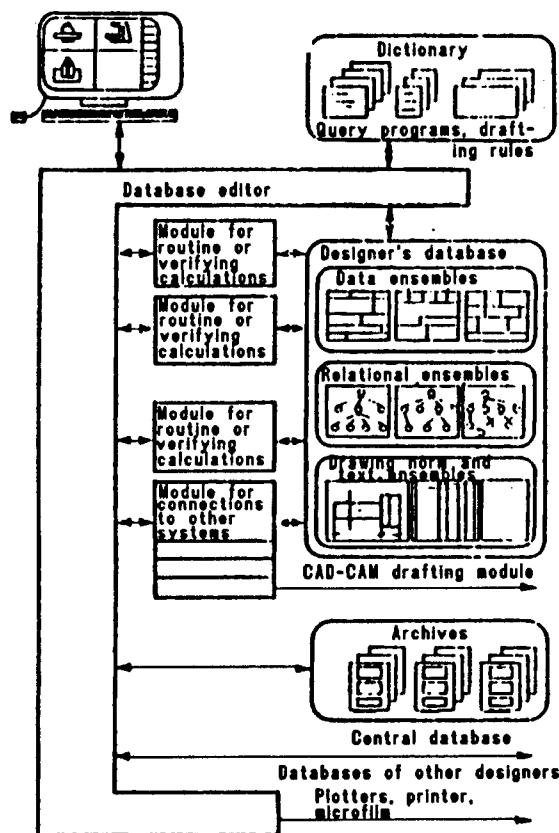 Dictionary
Query programs, draft-
ing rules
Database editor
Module for
routine or
verifying
calculations
Module for
routine or
verifying
calculations
Module for
routine or
verifying
calculations
Module for
connections
to other
systems
Designer's database
Data ensembles
Relational ensembles
Drawing norm and
text ensembles
CAD-CAM drafting module
Archives
Central database
Databases of other designers
Plotters, printer,
microfilm